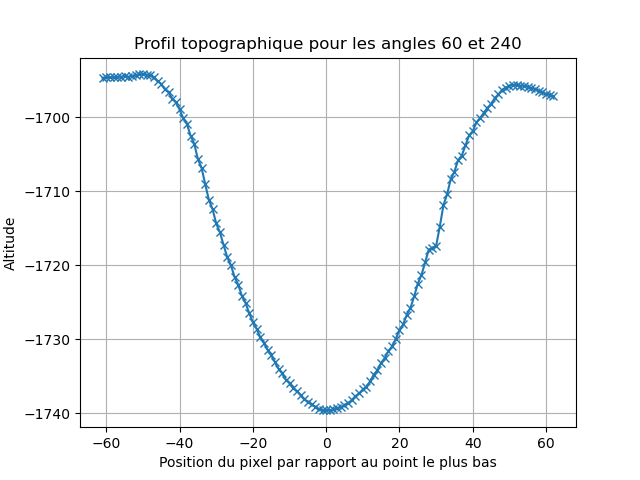 Profil topographique pour les angles 60 et 240
−1700
−1710
−1720
−1730
−1740
Altitude
−60 −40 −20 0 20 40 60
Position du pixel par rapport au point le plus bas